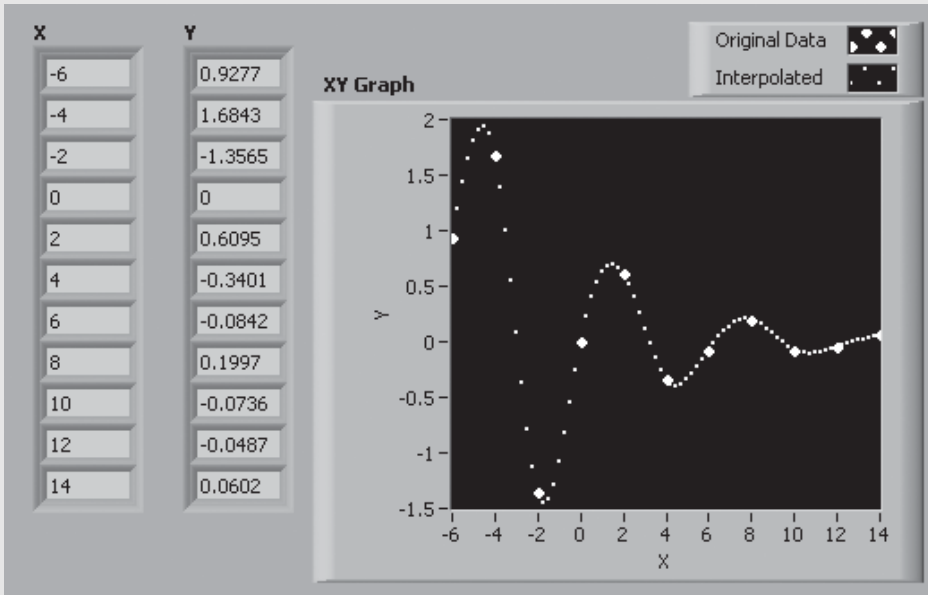 X Y
-6 0.9277
-4 1.6843
-2 -1.3565
0 0
2 0.6095
4 -0.3401
6 -0.0842
8 0.1997
10 -0.0736
12 -0.0487
14 0.0602
Original Data
Interpolated
XY Graph
2
1.5
1
0.5
0
-0.5
-1
-1.5
Y
-6 -4 -2 0 2 4 6 8 10 12 14
X